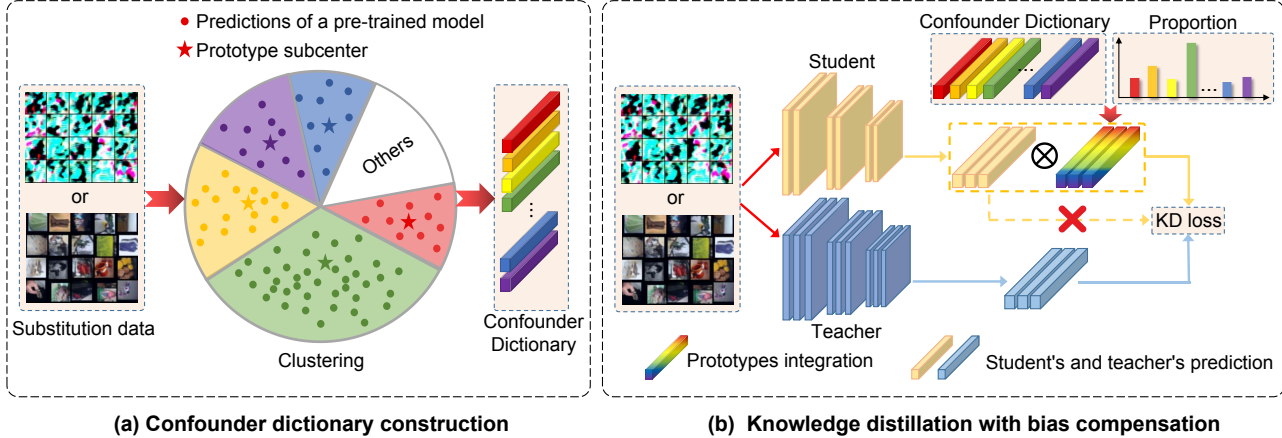 Predictions of a pre-trained model
Prototype subcenter
or
Substitution data
Others
Clustering
...
Confounder
Dictionary
(a) Confounder dictionary construction
Confounder Dictionary
Proportion
...
...
Student
or
Teacher
KD loss
Prototypes integration
Student's and teacher's prediction
(b) Knowledge distillation with bias compensation